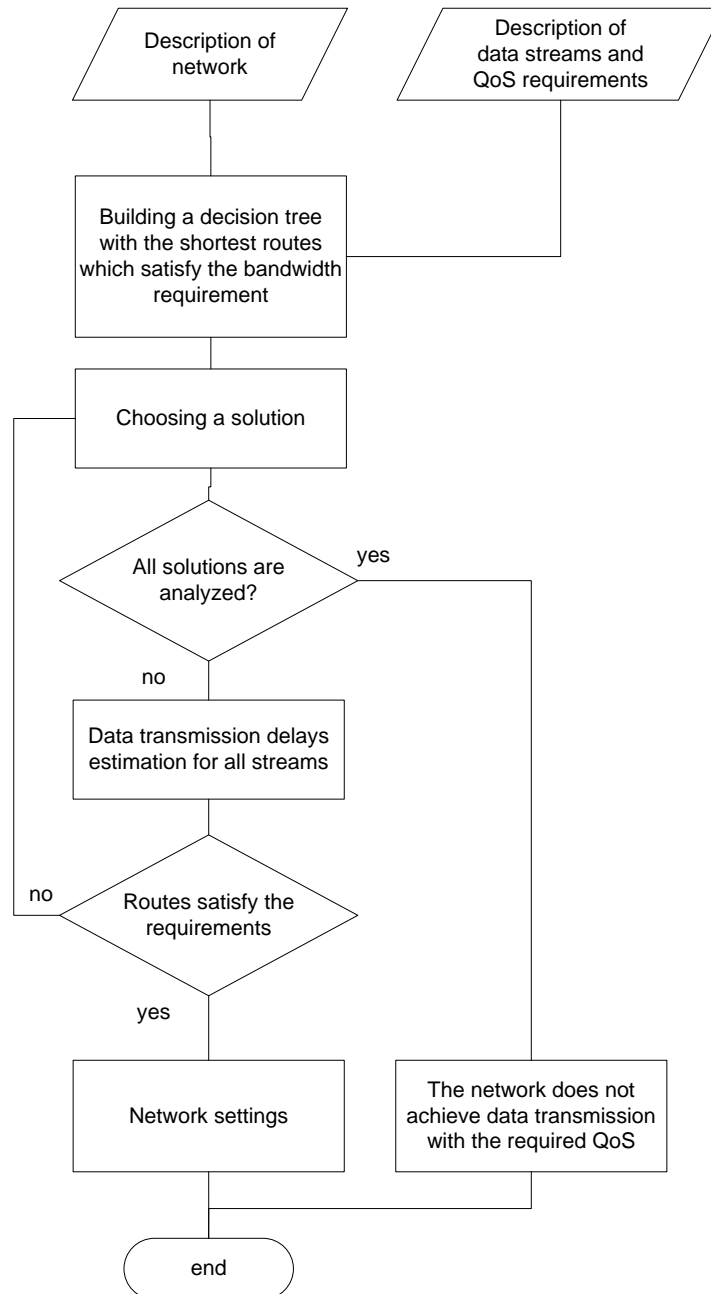 Description of
network
Description of
data streams and
QoS requirements
Building a decision tree
with the shortest routes
which satisfy the bandwidth
requirement
Choosing a solution
All solutions are
analyzed?
yes
no
Data transmission delays
estimation for all streams
Routes satisfy the
requirements
no
yes
Network settings
The network does not
achieve data transmission
with the required QoS
end